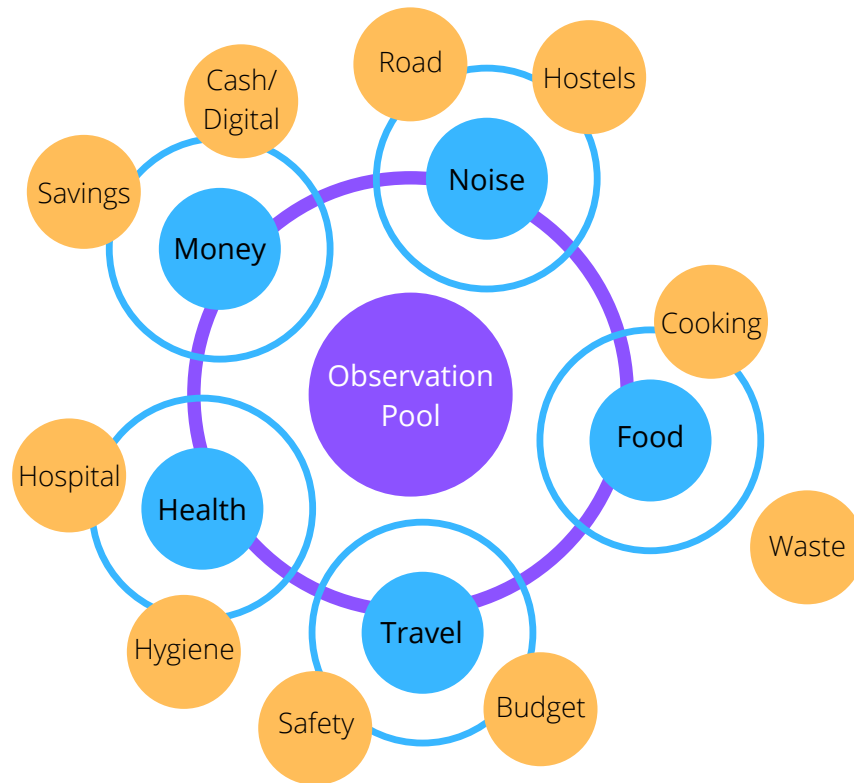 Cash/
Digital
Road
Hostels
Savings
Noise
Money
Cooking
Observation
Pool
Food
Hospital
Health
Waste
Travel
Hygiene
Safety
Budget